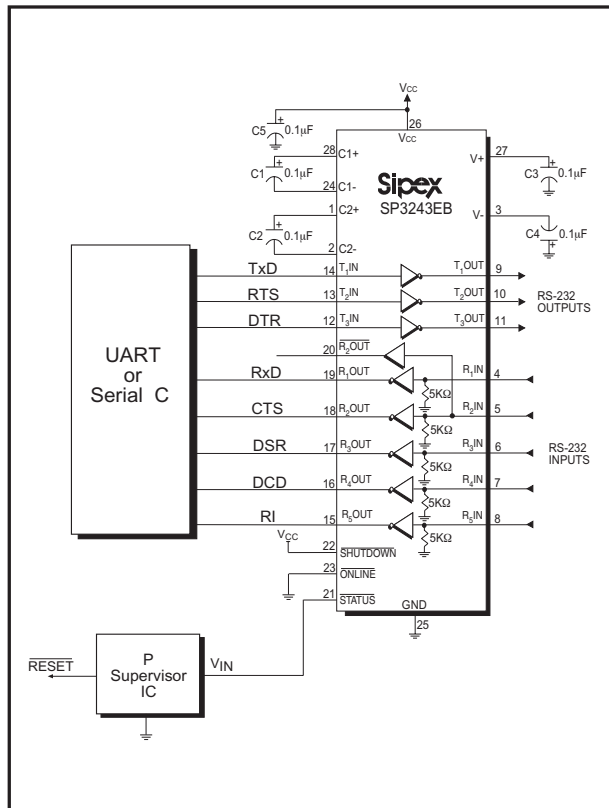 VCC
26
VCC
C5
+
0.1µF
28
C1+
C1
+
0.1µF
24
C1-
1
C2+
C2
+
0.1µF
2
C2-
Sipex
SP3243EB
27
V+
C3
+
0.1µF
3
V-
C4
0.1µF
+
TxD 14 T1IN T1OUT 9
RTS 13 T2IN T2OUT 10
DTR 12 T3IN T3OUT 11
RS-232
OUTPUTS
20 R2OUT
RxD 19 R1OUT R1IN 4
5KΩ
CTS 18 R2OUT R2IN 5
5KΩ
DSR 17 R3OUT R3IN 6
5KΩ
DCD 16 R4OUT R4IN 7
5KΩ
RI 15 R5OUT R5IN 8
5KΩ
RS-232
INPUTS
UART
or
Serial C
VCC
22
SHUTDOWN
23
ONLINE
21
STATUS
GND
25
RESET
P
Supervisor
IC
VIN